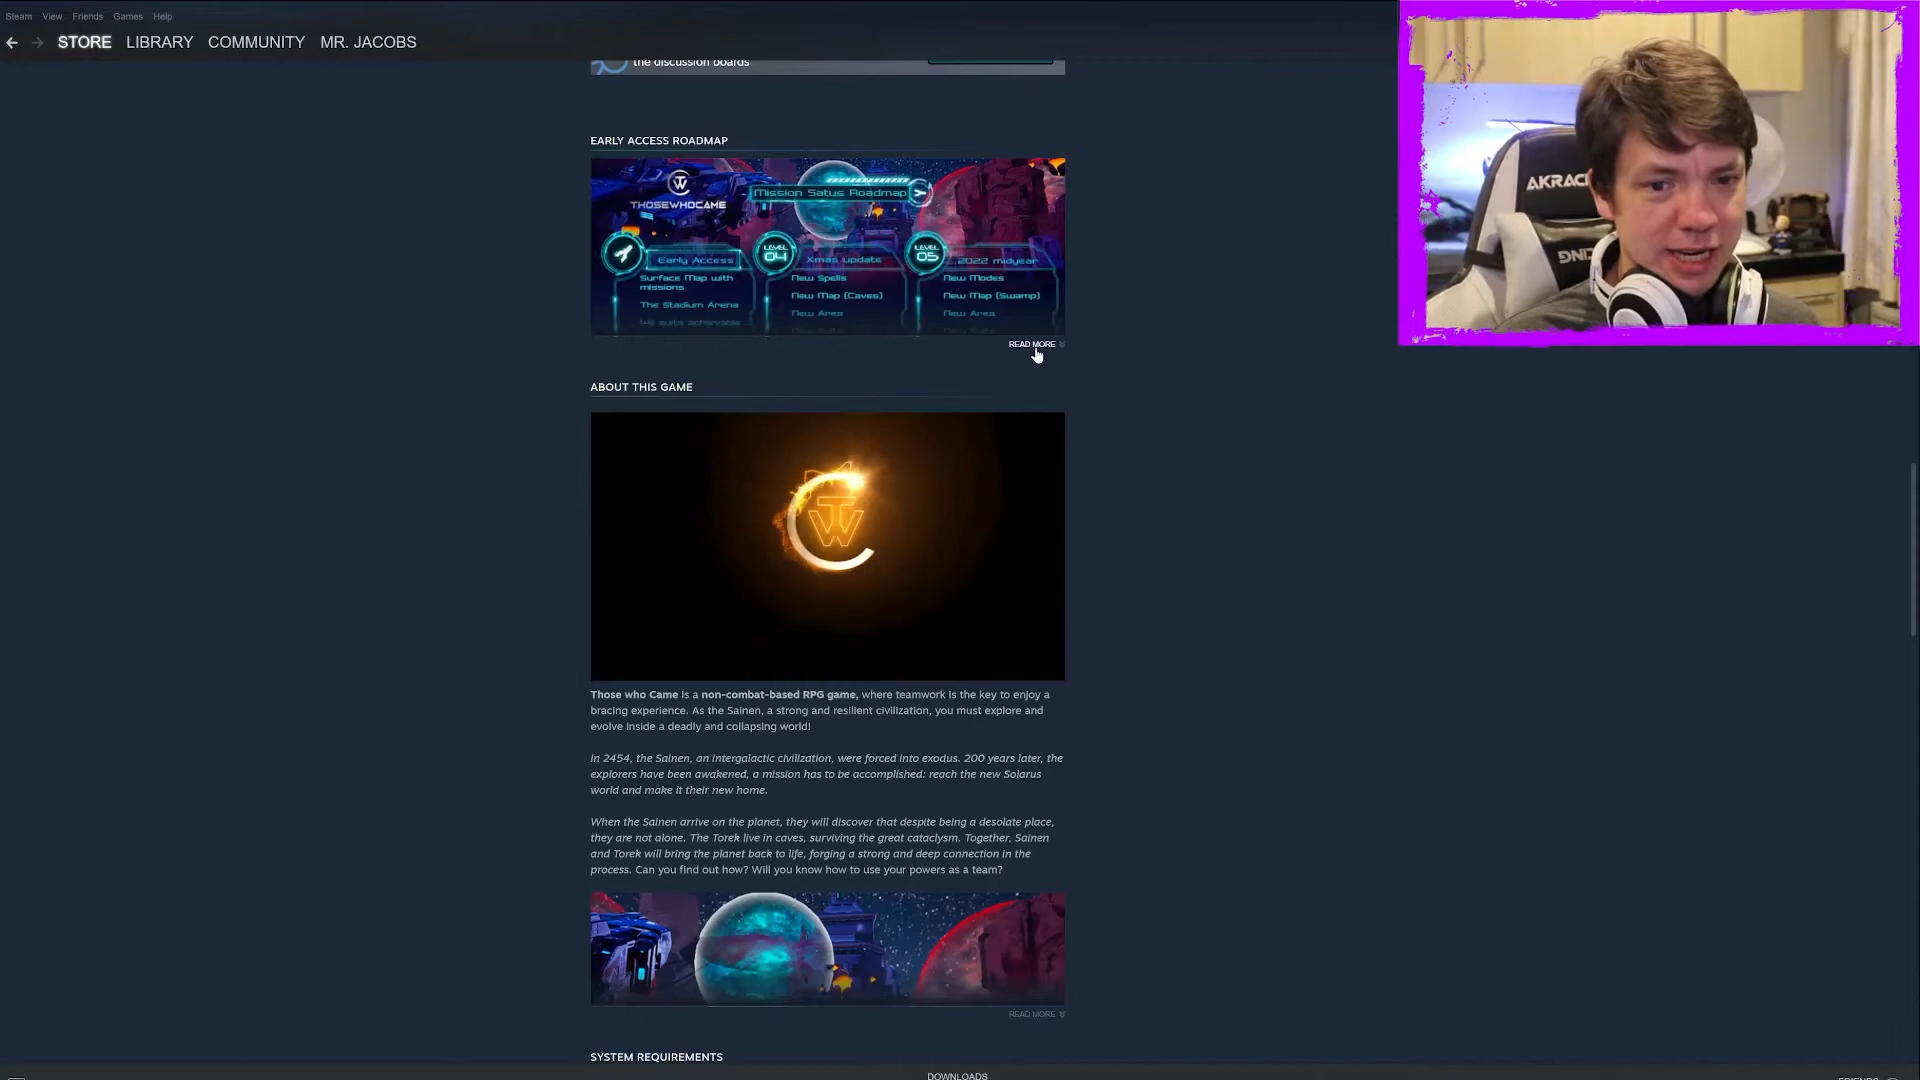 Steam View Friends Games Help
STORE LIBRARY COMMUNITY MR. JACOBS
the discussion boards
EARLY ACCESS ROADMAP
THOSEWHOCAME
Mission Satus Roadmap
Early Access
Surface Map with
missions
The Stadium Arena
LEVEL
04
Xmas update
New Spells
New Map (Caves)
New Area
LEVEL
05
2022 midyear
New Modes
New Map (Swamp)
New Area
READ MORE
ABOUT THIS GAME
TW
Those who Came is a non-combat-based RPG game, where teamwork is the key to enjoy a
bracing experience. As the Sainen, a strong and resilient civilization, you must explore and
evolve inside a deadly and collapsing world!
In 2454, the Sainen, an intergalactic civilization, were forced into exodus. 200 years later, the
explorers have been awakened, a mission has to be accomplished: reach the new Solarus
world and make it their new home.
When the Sainen arrive on the planet, they will discover that despite being a desolate place,
they are not alone. The Torek live in caves, surviving the great cataclysm. Together, Sainen
and Torek will bring the planet back to life, forging a strong and deep connection in the
process. Can you find out how? Will you know how to use your powers as a team?
READ MORE
SYSTEM REQUIREMENTS
DOWNLOADS
AKRACI